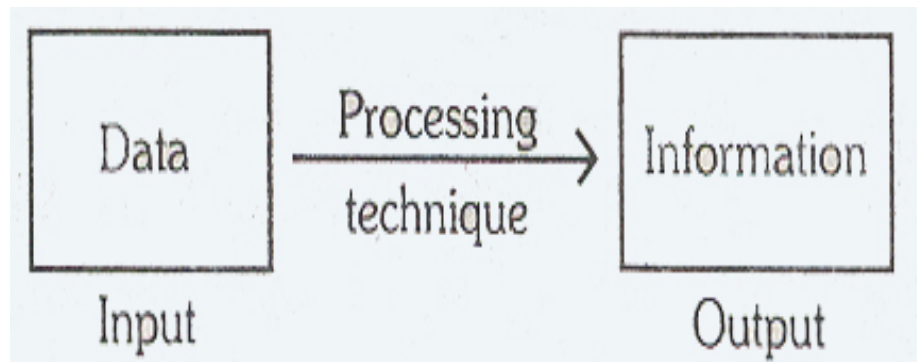 Data
Processing
technique
Information
Input
Output